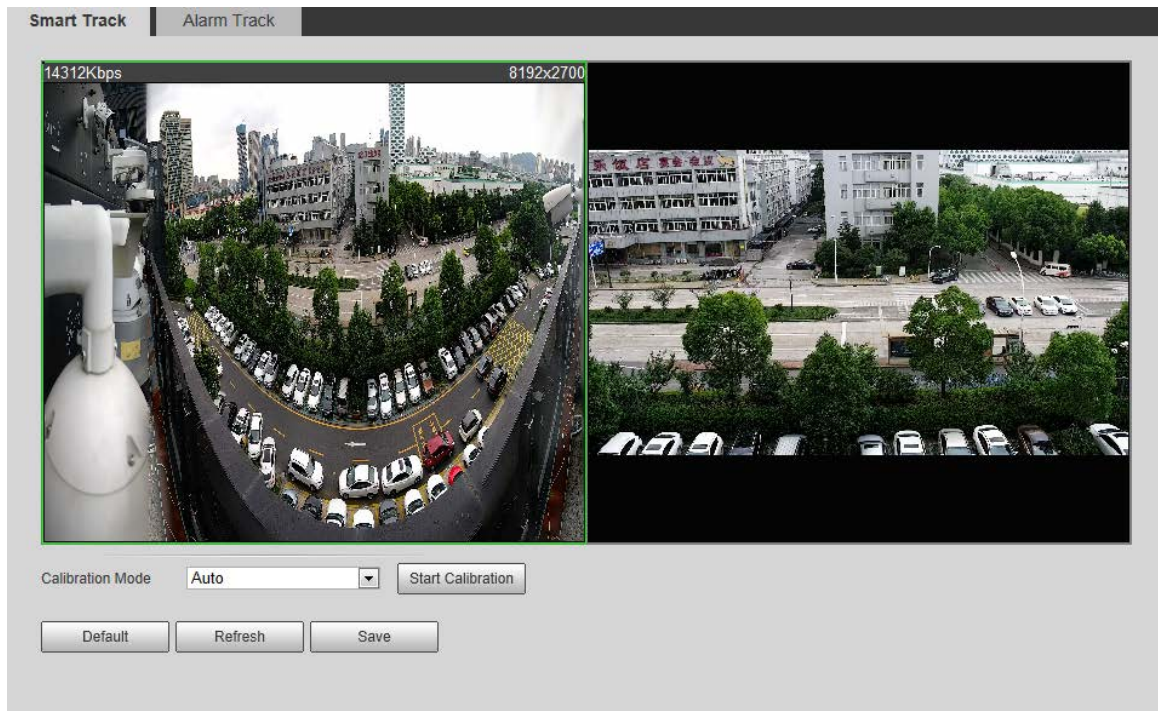 Smart Track Alarm Track
14312Kbps 8192x2700
Calibration Mode Auto Start Calibration
Default Refresh Save